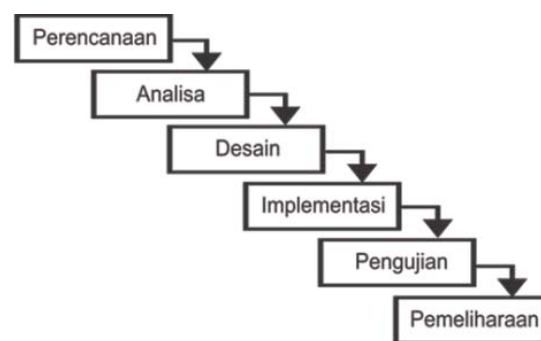 Perencanaan
Analisa
Desain
Implementasi
Pengujian
Pemeliharaan